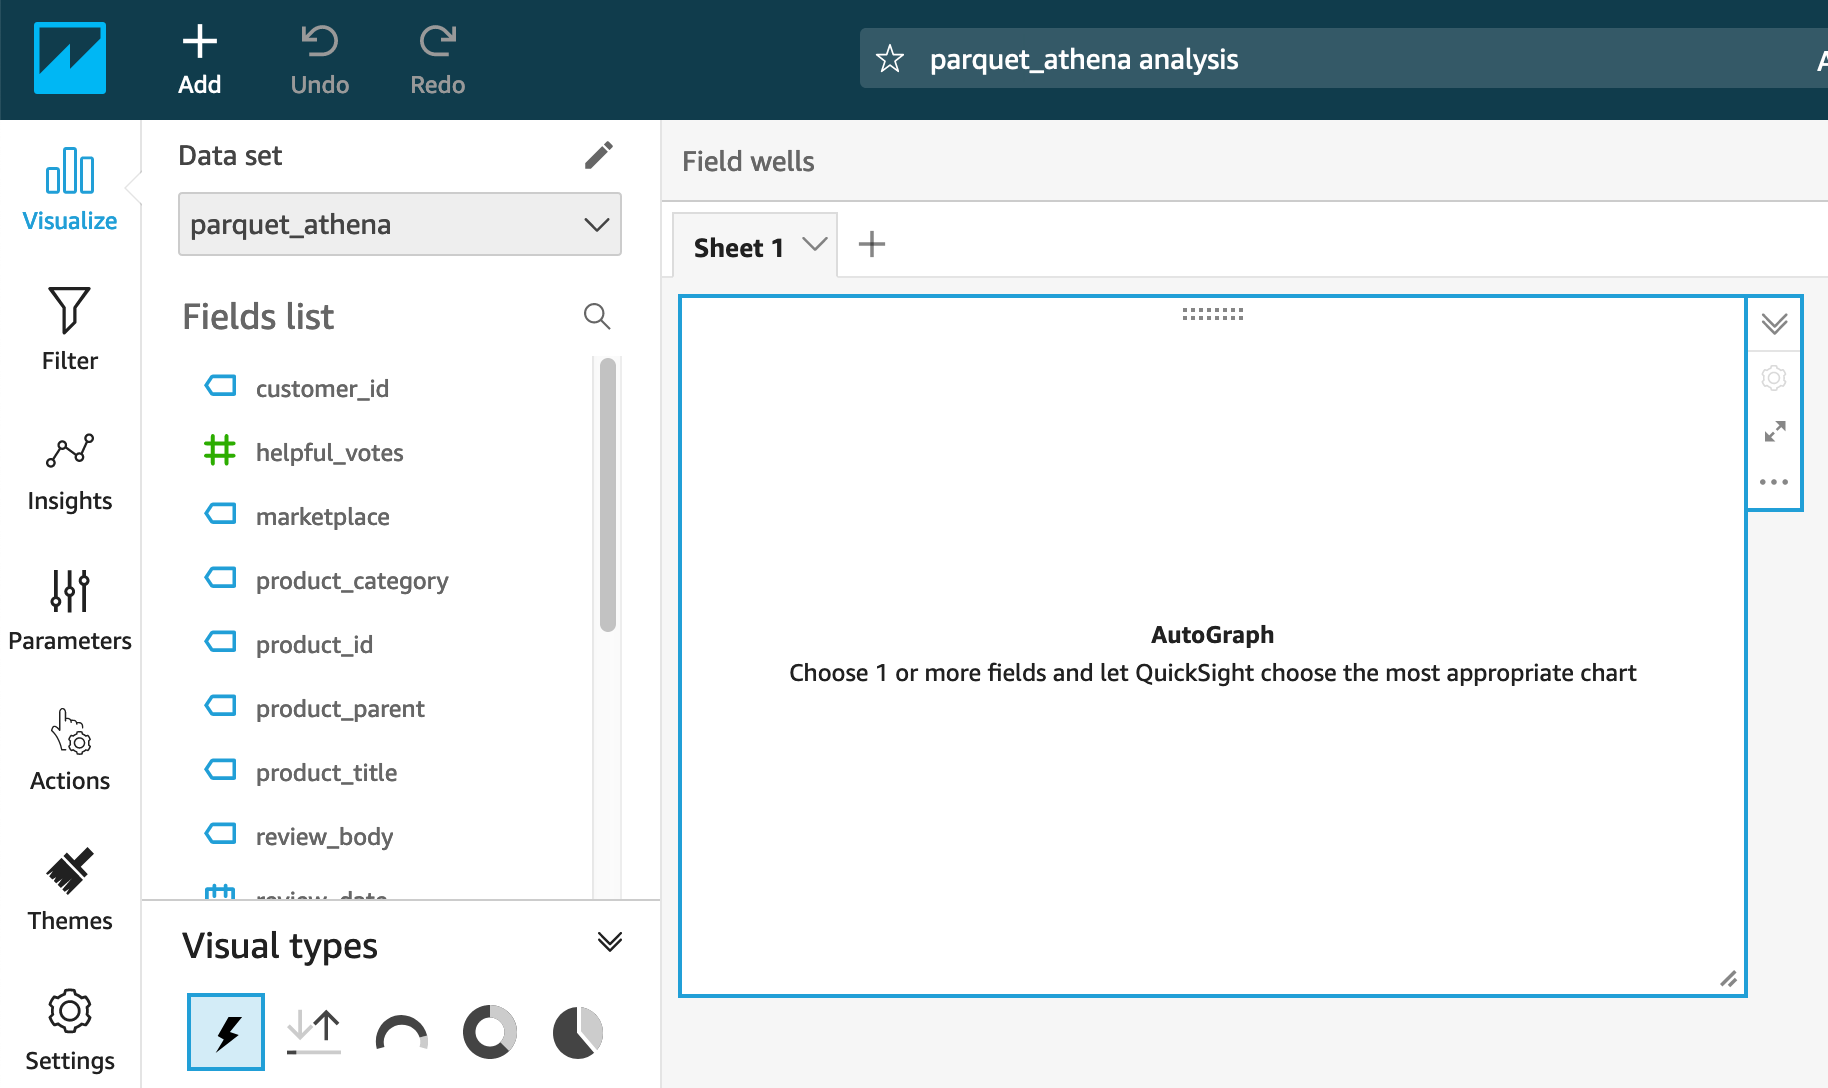 Add
Undo
Redo
parquet_athena analysis
Visualize
Filter
Insights
Parameters
Actions
Themes
Settings
Data set
parquet_athena
Fields list
customer_id
helpful_votes
marketplace
product_category
product_id
product_parent
product_title
review_body
review_date
Visual types
Field wells
Sheet 1
AutoGraph
Choose 1 or more fields and let QuickSight choose the most appropriate chart